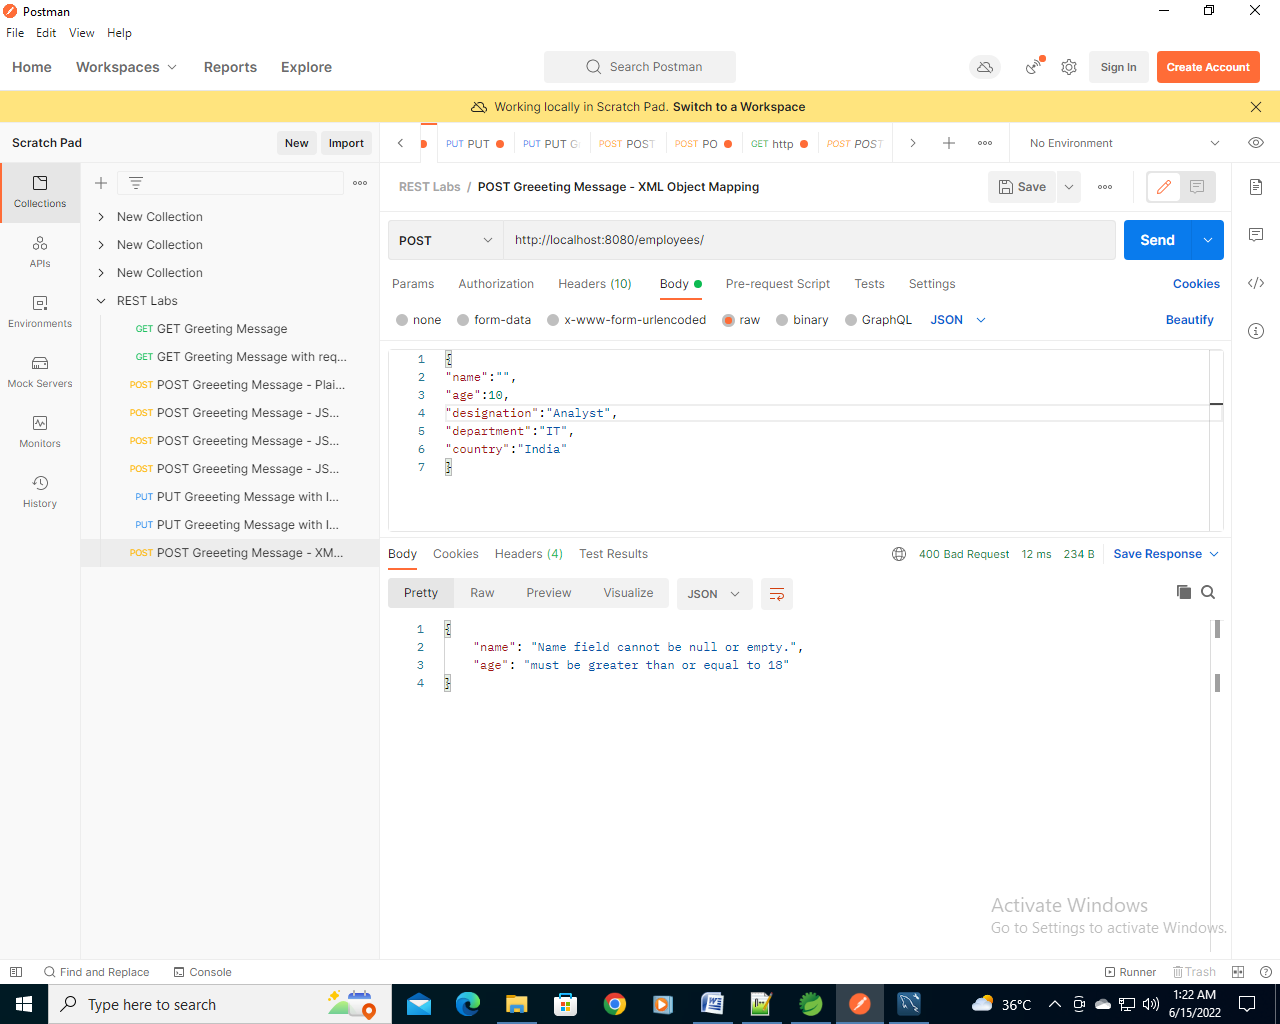 Postman
File Edit View Help
Home Workspaces Reports Explore Search Postman Sign In Create Account
Working locally in Scratch Pad. Switch to a Workspace
Scratch Pad New Import PUT PUT PUT PUT G POST POST POST PO GET http POST POST No Environment
REST Labs / POST Greeeting Message - XML Object Mapping Save
Collections
APIs
Environments
Mock Servers
Monitors
History
New Collection
New Collection
New Collection
REST Labs
GET GET Greeting Message
GET GET Greeting Message with req...
POST POST Greeeting Message - Plai...
POST POST Greeeting Message - JS...
POST POST Greeeting Message - JS...
POST POST Greeeting Message - JS...
PUT PUT Greeeting Message with I...
PUT PUT Greeeting Message with I...
POST POST Greeeting Message - XM...
POST http://localhost:8080/employees/ Send
Params Authorization Headers (10) Body Pre-request Script Tests Settings Cookies
none form-data x-www-form-urlencoded raw binary GraphQL JSON Beautify
1 {
2 "name":"",
3 "age":10,
4 "designation":"Analyst",
5 "department":"IT",
6 "country":"India"
7 }
Body Cookies Headers (4) Test Results 400 Bad Request 12 ms 234 B Save Response
Pretty Raw Preview Visualize JSON
1 {
2 "name": "Name field cannot be null or empty.",
3 "age": "must be greater than or equal to 18"
4 }
Activate Windows
Go to Settings to activate Windows.
Find and Replace Console Runner Trash
Type here to search 36°C 1:22 AM
6/15/2022